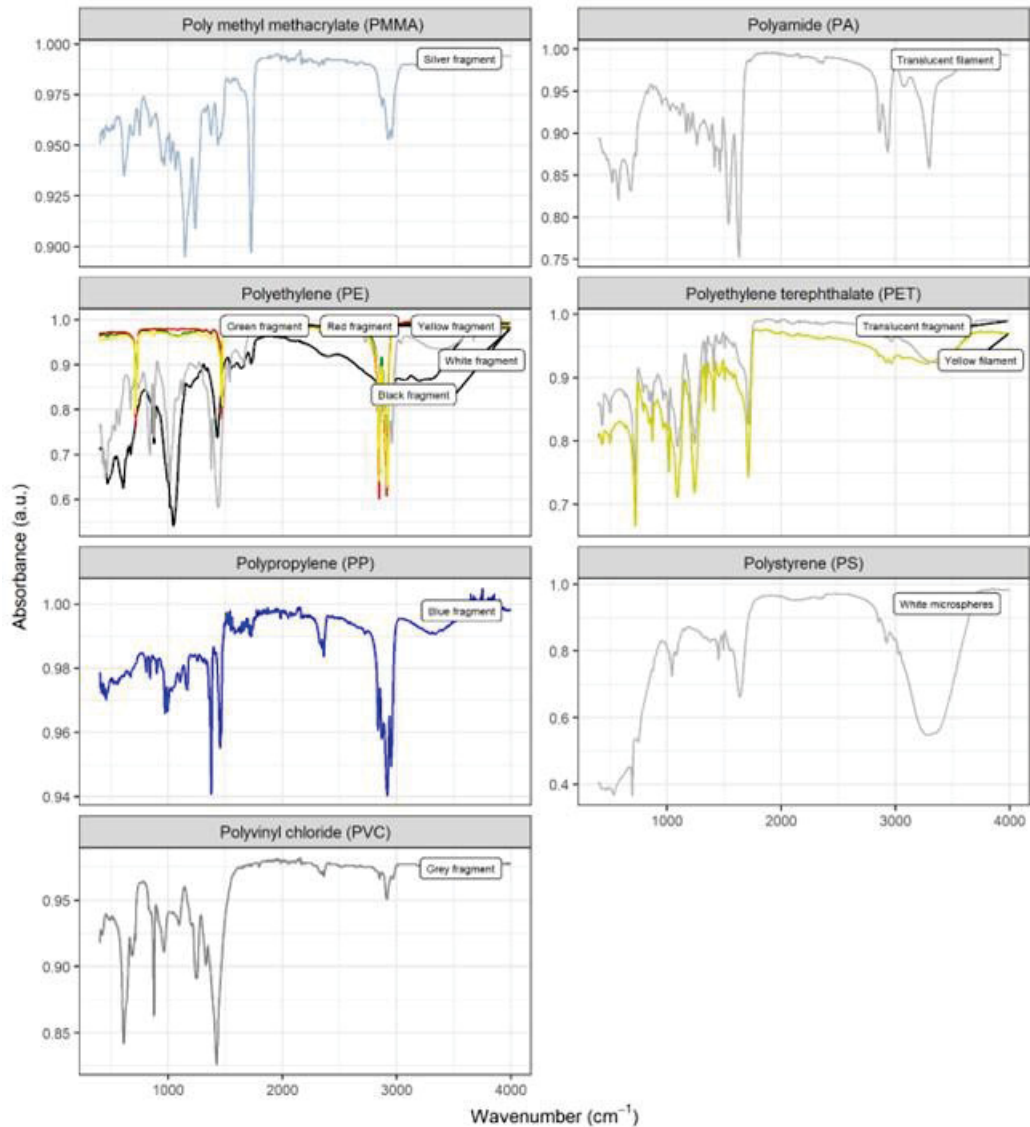 Poly methyl methacrylate (PMMA)
Polyamide (PA)
1.000
0.975
0.950
0.925
0.900
Silver fragment
1.00
0.95
0.90
0.85
0.80
0.75
Translucent filament
Polyethylene (PE)
Polyethylene terephthalate (PET)
1.0
0.9
0.8
0.7
0.6
Green fragment
Red fragment
Yellow fragment
White fragment
Black fragment
1.0
0.9
0.8
0.7
Translucent fragment
Yellow filament
Absorbance (a.u.)
Polypropylene (PP)
Polystyrene (PS)
1.00
0.98
0.96
0.94
Blue fragment
1.0
0.8
0.6
0.4
White microspheres
1000 2000 3000 4000
Polyvinyl chloride (PVC)
0.95
0.90
0.85
Grey fragment
1000 2000 3000 4000
Wavenumber (cm⁻¹)